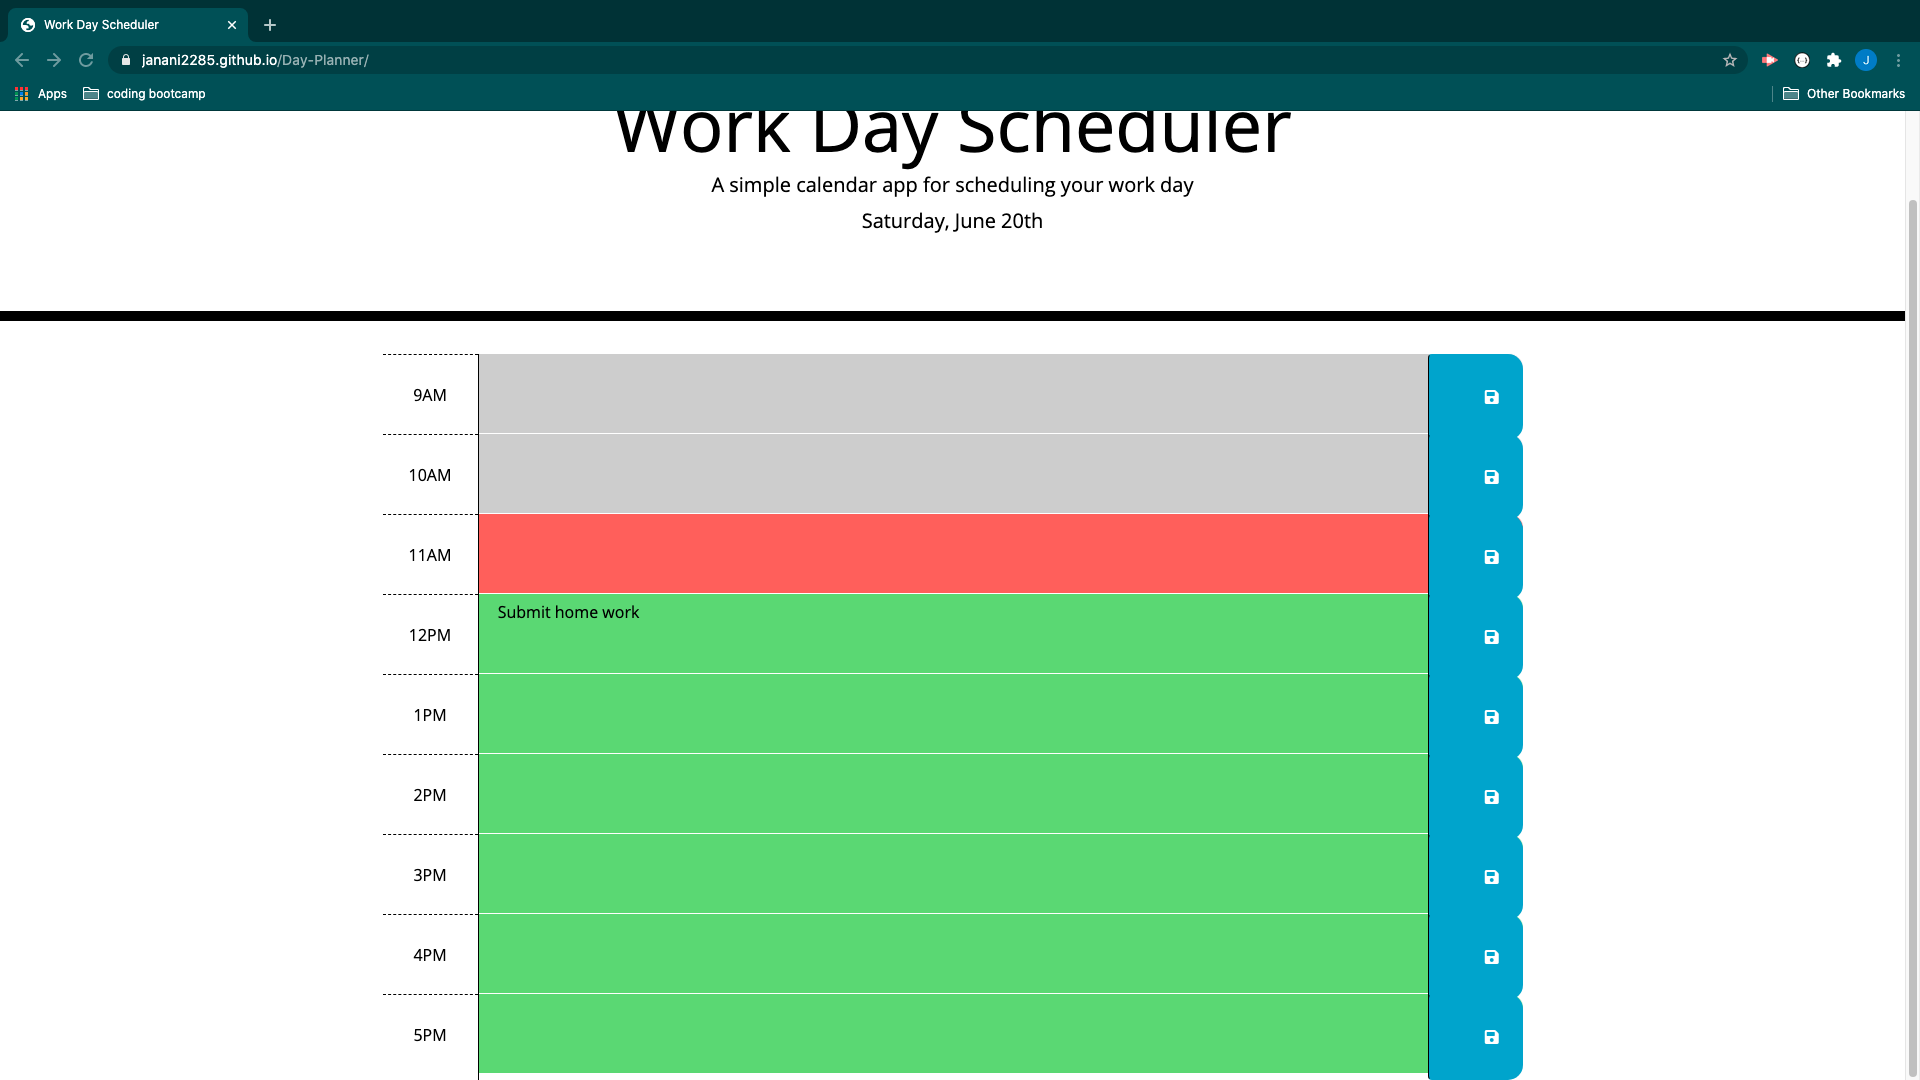 Work Day Scheduler
janani2285.github.io/Day-Planner/
J
Apps
coding bootcamp
Other Bookmarks
Work Day Scheduler
A simple calendar app for scheduling your work day
Saturday, June 20th
9AM
10AM
11AM
12PM Submit home work
1PM
2PM
3PM
4PM
5PM